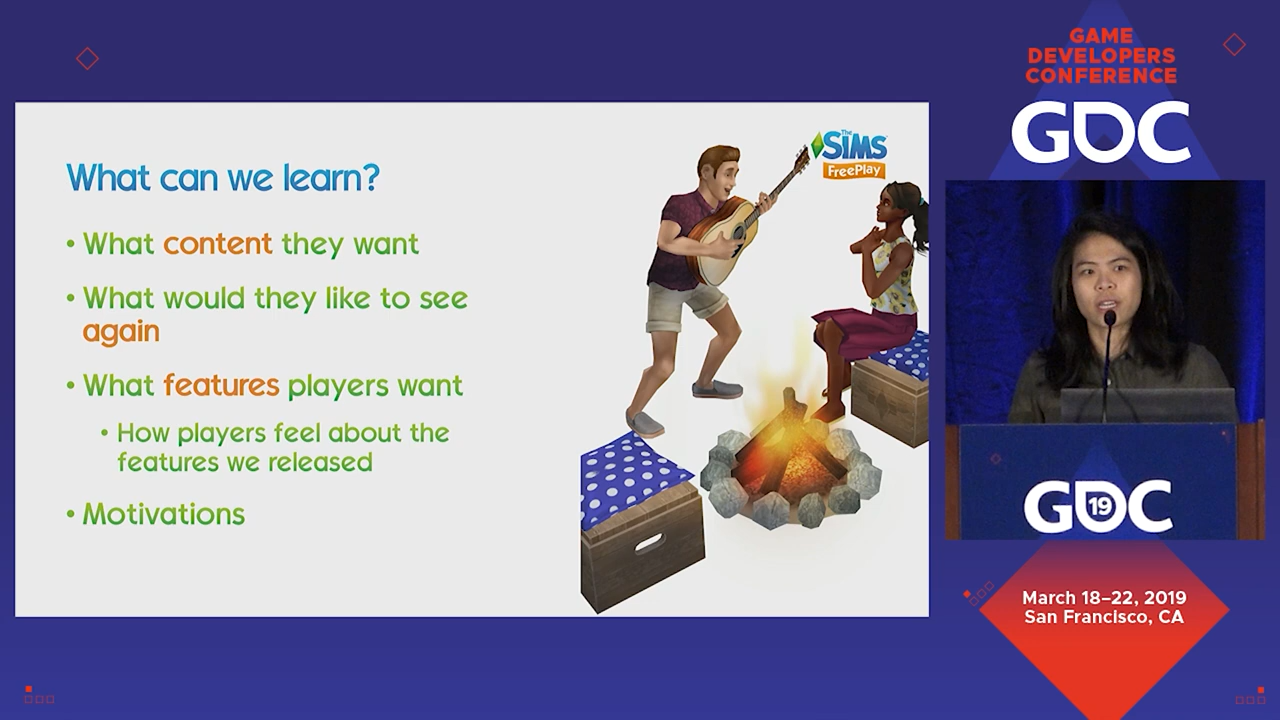 GAME
DEVELOPERS
CONFERENCE
GDC
The
SiMS
FreePlay
What can we learn?
• What content they want
• What would they like to see
again
• What features players want
• How players feel about the
features we released
• Motivations
GDC
19
March 18–22, 2019
San Francisco, CA